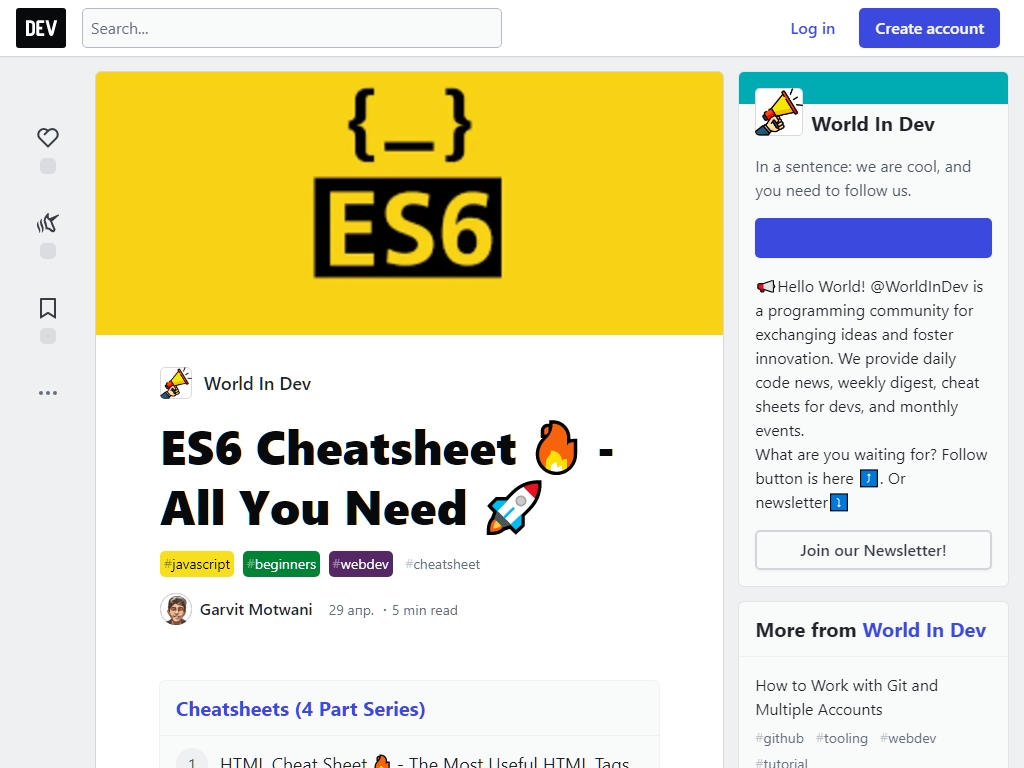 DEV
Search...
Log in
Create account
{_}
ES6
World In Dev
ES6 Cheatsheet 🔥 -
All You Need 🚀
#javascript #beginners #webdev #cheatsheet
Garvit Motwani 29 апр. · 5 min read
Cheatsheets (4 Part Series)
1 HTML Cheat Sheet 🔥 - The Most Useful HTML Tags
World In Dev
In a sentence: we are cool, and
you need to follow us.
📢Hello World! @WorldInDev is
a programming community for
exchanging ideas and foster
innovation. We provide daily
code news, weekly digest, cheat
sheets for devs, and monthly
events.
What are you waiting for? Follow
button is here ⤴️. Or
newsletter⤵️
Join our Newsletter!
More from World In Dev
How to Work with Git and
Multiple Accounts
#github #tooling #webdev
#tutorial